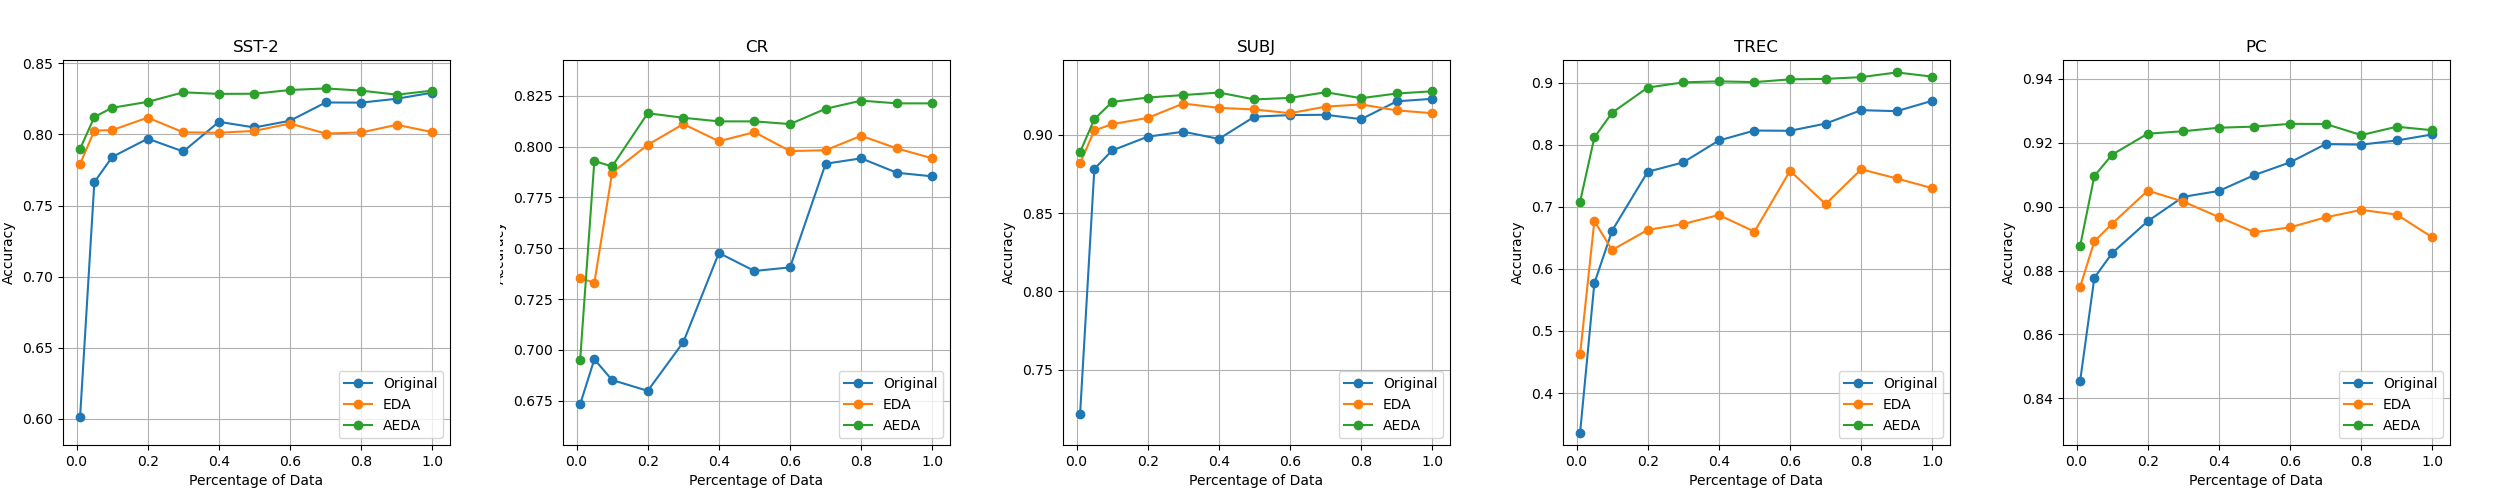 SST-2
0.85
0.80
0.75
0.70
0.65
0.60
Accuracy
0.0 0.2 0.4 0.6 0.8 1.0
Percentage of Data
Original
EDA
AEDA
CR
0.825
0.800
0.775
0.750
0.725
0.700
0.675
Accuracy
0.0 0.2 0.4 0.6 0.8 1.0
Percentage of Data
Original
EDA
AEDA
SUBJ
0.90
0.85
0.80
0.75
Accuracy
0.0 0.2 0.4 0.6 0.8 1.0
Percentage of Data
Original
EDA
AEDA
TREC
0.9
0.8
0.7
0.6
0.5
0.4
Accuracy
0.0 0.2 0.4 0.6 0.8 1.0
Percentage of Data
Original
EDA
AEDA
PC
0.94
0.92
0.90
0.88
0.86
0.84
Accuracy
0.0 0.2 0.4 0.6 0.8 1.0
Percentage of Data
Original
EDA
AEDA